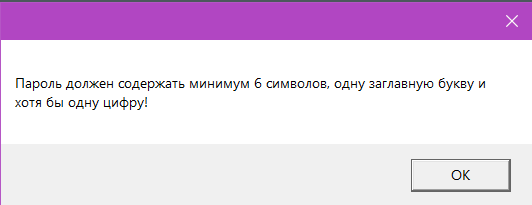 Пароль должен содержать минимум 6 символов, одну заглавную букву и
хотя бы одну цифру!
OK